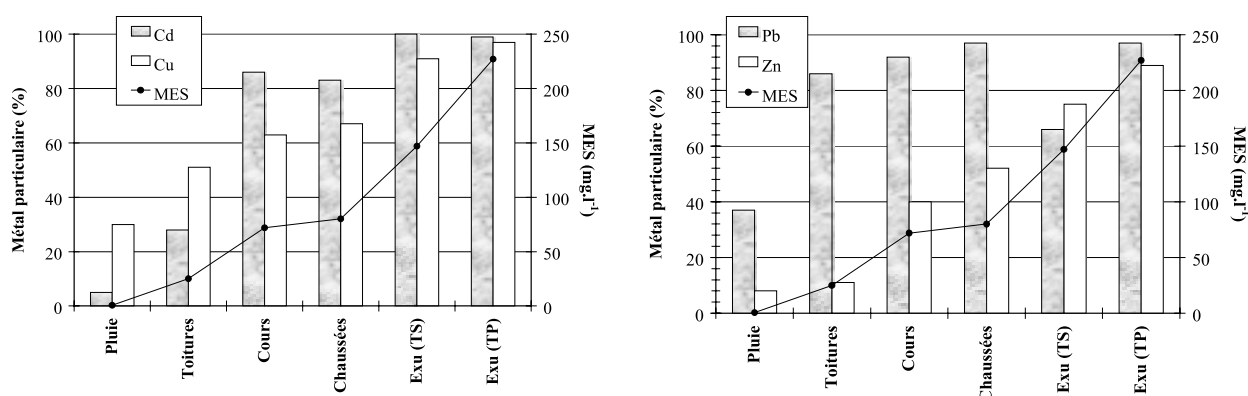 Cd
Cu
MES
Métal particulaire (%)
100
80
60
40
20
0
250
200
150
100
50
0
MES (mg.l⁻¹)
Pluie
Toitures
Cours
Chaussées
Exu (TS)
Exu (TP)
Pb
Zn
MES
Métal particulaire (%)
100
80
60
40
20
0
250
200
150
100
50
0
MES (mg.l⁻¹)
Pluie
Toitures
Cours
Chaussées
Exu (TS)
Exu (TP)